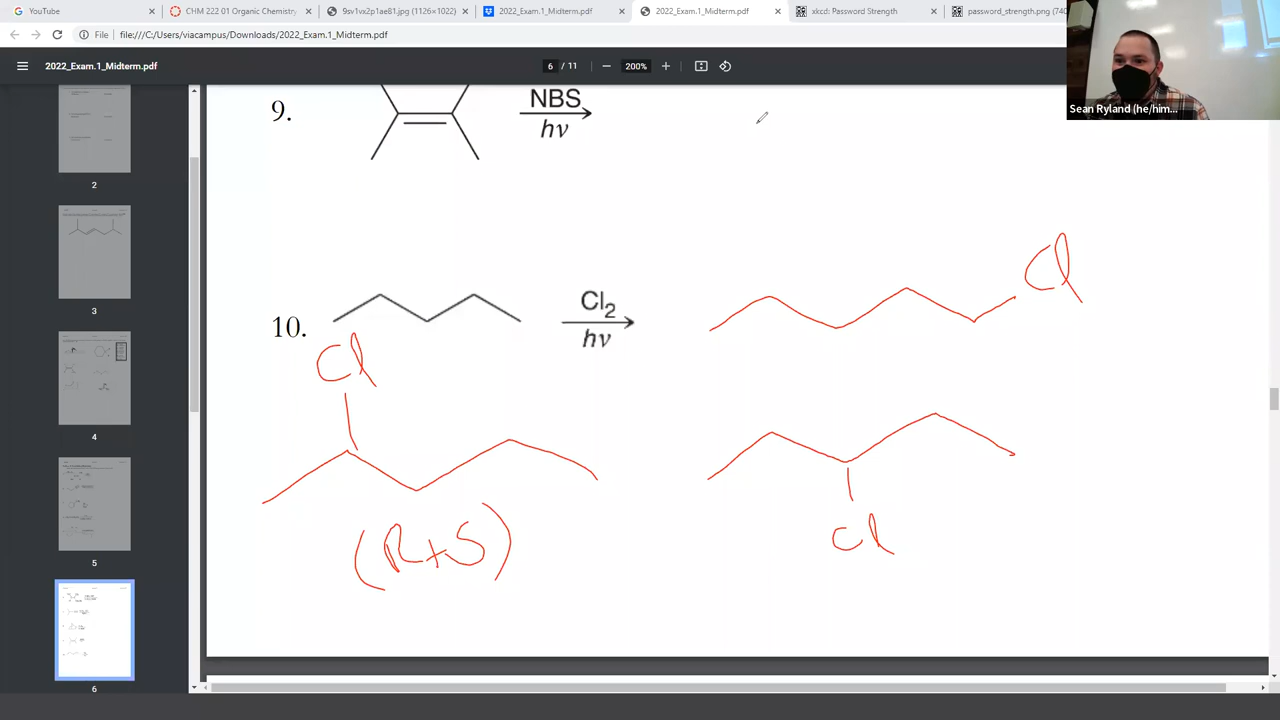 YouTube
CHM 222 01 Organic Chemistry
9sv1vx2p1ae81.jpg (1126×1022)
2022_Exam.1_Midterm.pdf
2022_Exam.1_Midterm.pdf
xkcd: Password Strength
password_strength.png (740
File
file:///C:/Users/viacampus/Downloads/2022_Exam.1_Midterm.pdf
2022_Exam.1_Midterm.pdf
6 / 11
200%
Sean Ryland (he/him...
2
3
4
5
6
9.
NBS
hν
10.
Cl2
hν
Cl
Cl
(R+S)
Cl